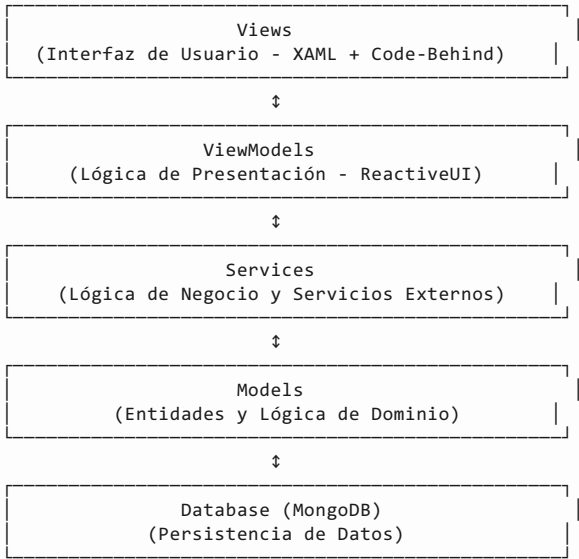 Views
(Interfaz de Usuario - XAML + Code-Behind)
↕
ViewModels
(Lógica de Presentación - ReactiveUI)
↕
Services
(Lógica de Negocio y Servicios Externos)
↕
Models
(Entidades y Lógica de Dominio)
↕
Database (MongoDB)
(Persistencia de Datos)